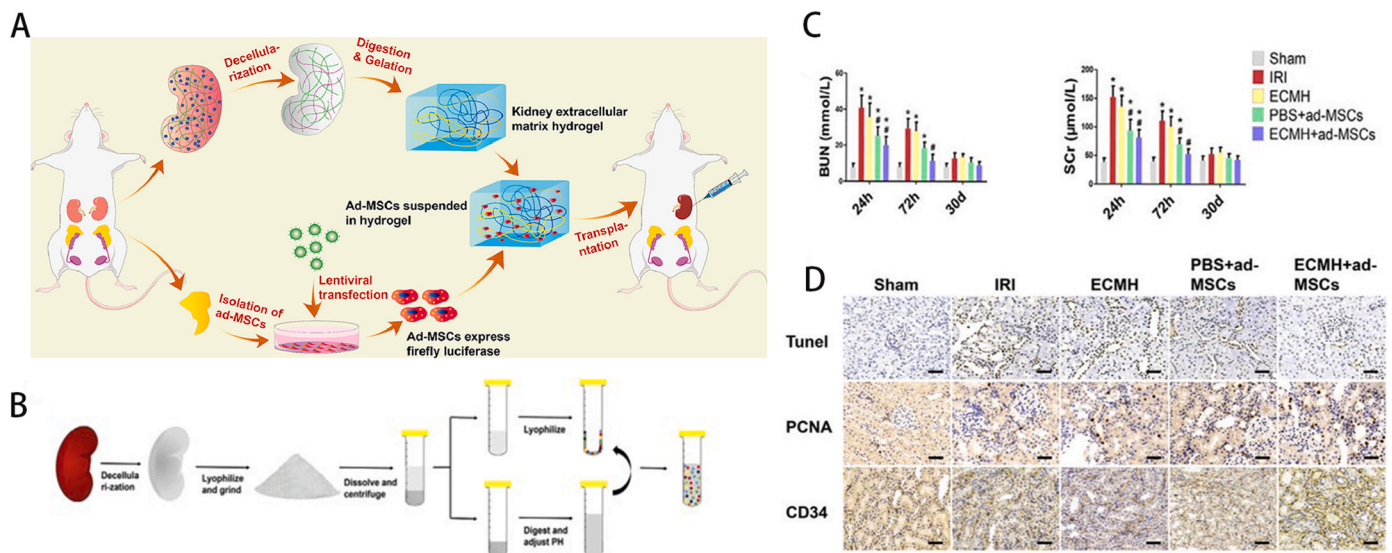 A
Decellula-
rization
Digestion
& Gelation
Kidney extracellular
matrix hydrogel
Ad-MSCs suspended
in hydrogel
Transpla-
ntation
Lentiviral
transfection
Isolation of
ad-MSCs
Ad-MSCs express
firefly luciferase
B
Decellula
ri-zation
Lyophilize
and grind
Dissolve and
centrifuge
Lyophilize
Digest and
adjust PH
C
BUN (mmol/L)
60
40
20
0
* * * * #
* * * #
24h 72h 30d
SCr (μmol/L)
200
150
100
50
0
* * * # * #
* * * # #
24h 72h 30d
Sham
IRI
ECMH
PBS+ad-MSCs
ECMH+ad-MSCs
D
Sham
IRI
ECMH
PBS+ad-
MSCs
ECMH+ad-
MSCs
Tunel
PCNA
CD34